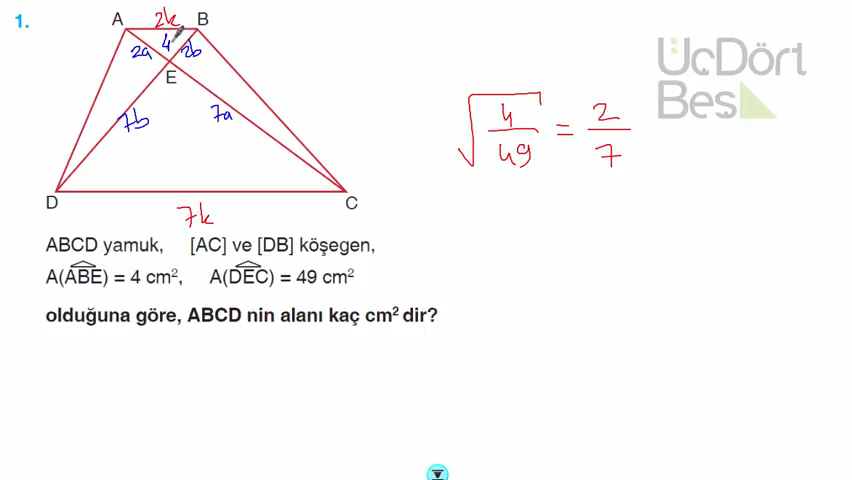 1.
A 2k B
2a 4 2b
E
7b 7a
D C
7k
√4/49 = 2/7
ÜçDört
Beş
ABCD yamuk, [AC] ve [DB] köşegen,
A(ABE) = 4 cm², A(DEC) = 49 cm²
olduğuna göre, ABCD nin alanı kaç cm² dir?